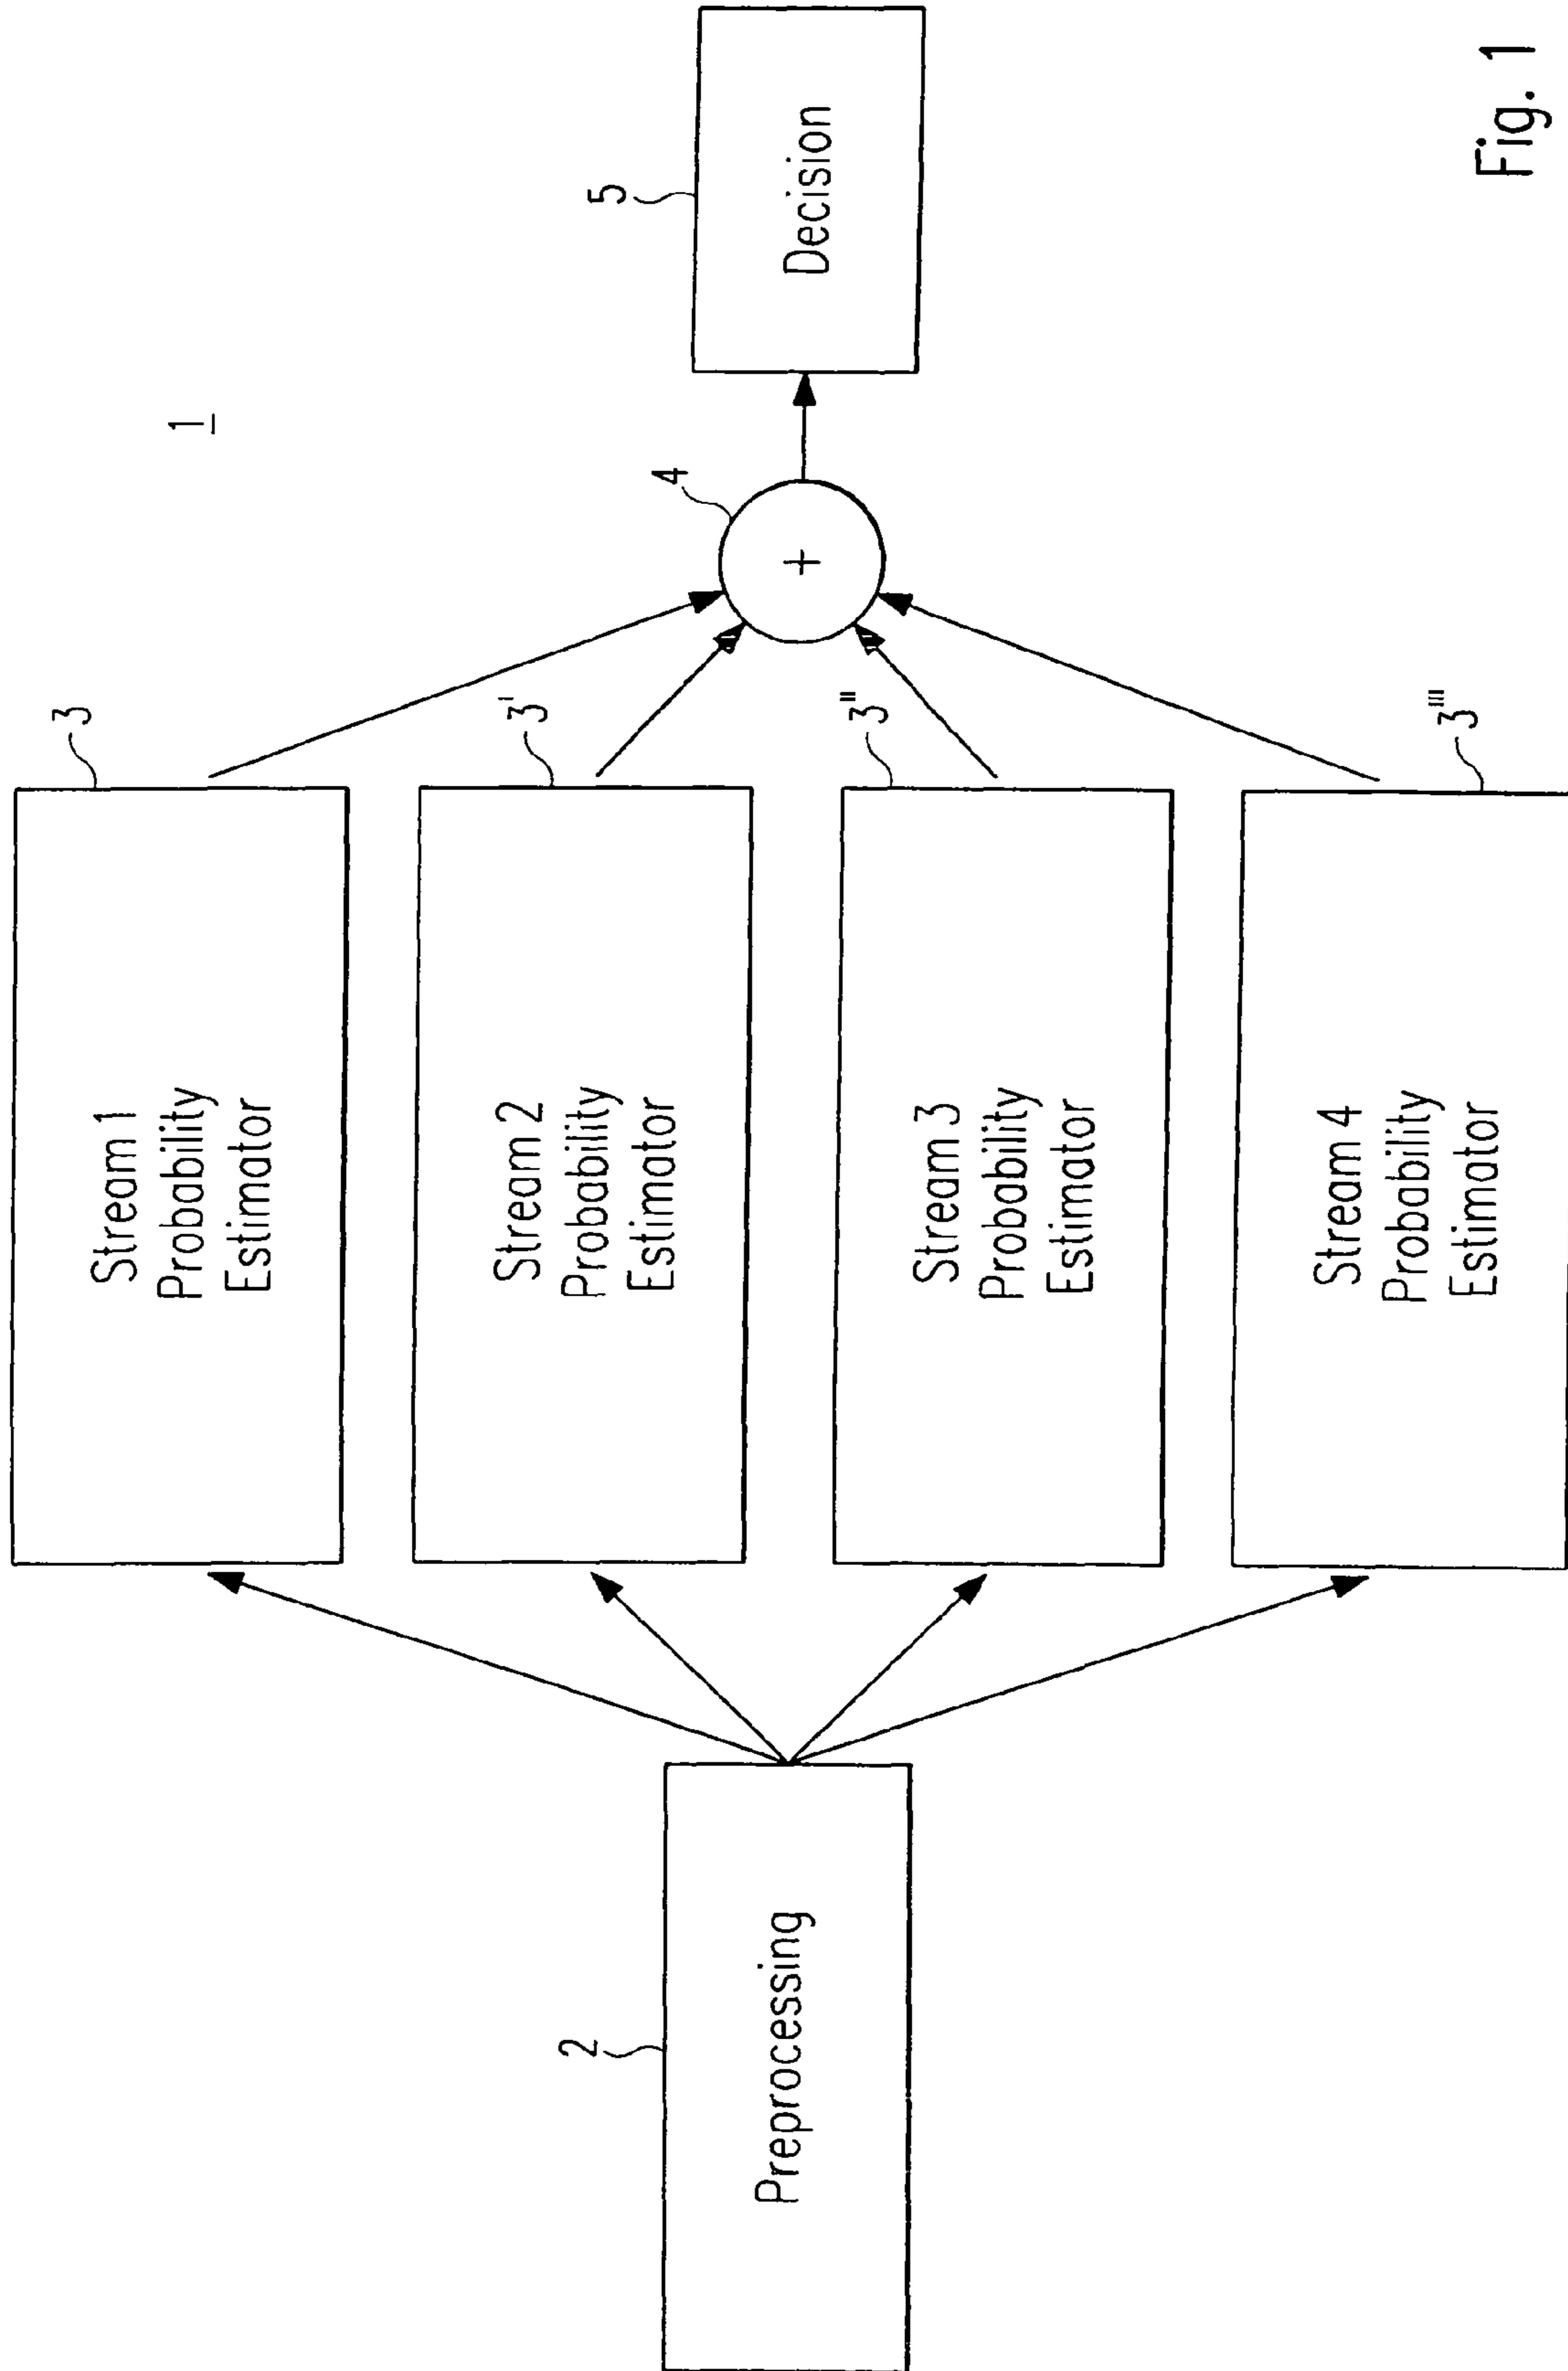 1
2
Preprocessing
3
Stream 1
Probability
Estimator
3'
Stream 2
Probability
Estimator
3''
Stream 3
Probability
Estimator
3'''
Stream 4
Probability
Estimator
4
+
5
Decision
Fig. 1